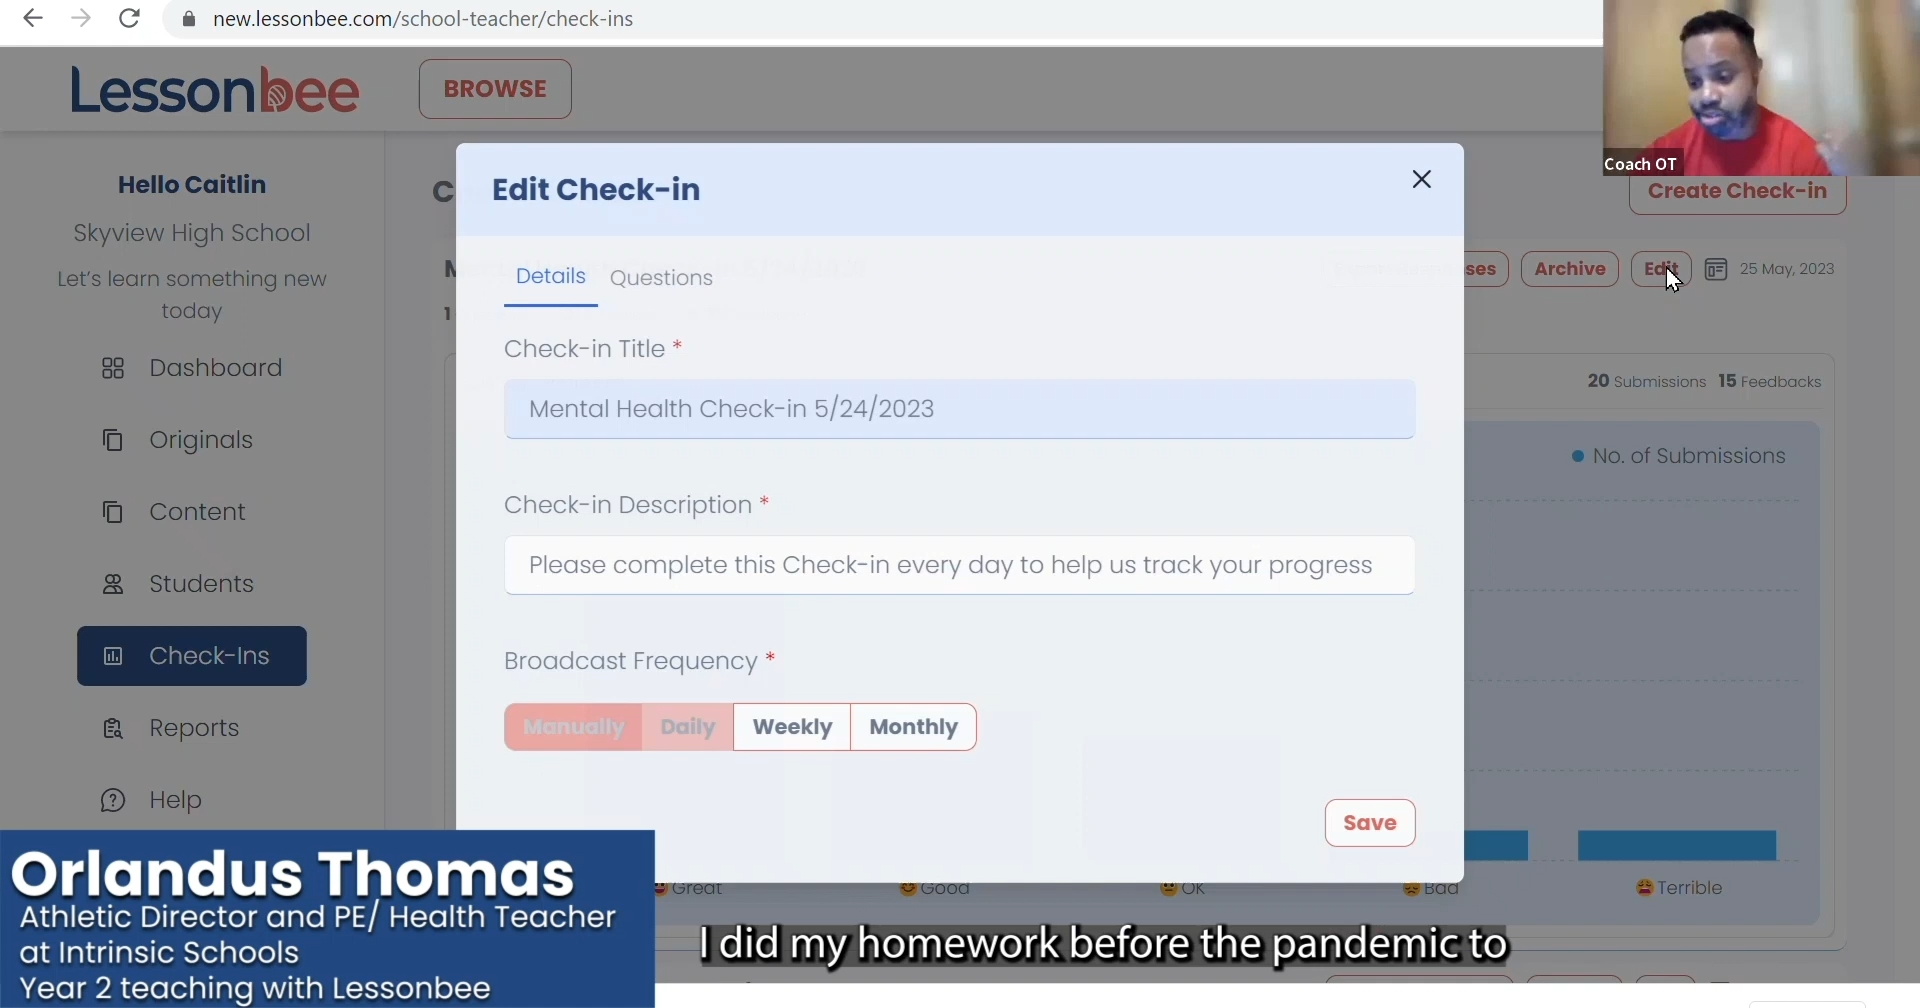 new.lessonbee.com/school-teacher/check-ins
Lessonbee
BROWSE
Coach OT
Hello Caitlin
Skyview High School
Let's learn something new
today
Dashboard
Originals
Content
Students
Check-Ins
Reports
Help
Create Check-in
Archive
Edit
25 May, 2023
20 Submissions 15 Feedbacks
No. of Submissions
Edit Check-in
Details Questions
Check-in Title *
Mental Health Check-in 5/24/2023
Check-in Description *
Please complete this Check-in every day to help us track your progress
Broadcast Frequency *
Manually Daily Weekly Monthly
Save
Great Good OK Bad Terrible
Orlandus Thomas
Athletic Director and PE/ Health Teacher
at Intrinsic Schools
Year 2 teaching with Lessonbee
I did my homework before the pandemic to